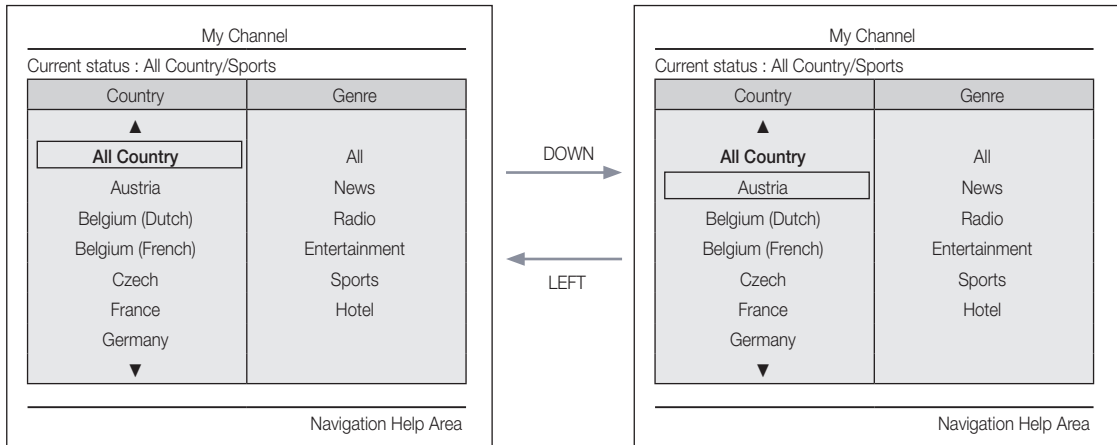 My Channel
Current status : All Country/Sports
Country Genre
▲
All Country All
Austria News
Belgium (Dutch) Radio
Belgium (French) Entertainment
Czech Sports
France Hotel
Germany
▼
Navigation Help Area
DOWN
LEFT
My Channel
Current status : All Country/Sports
Country Genre
▲
All Country All
Austria News
Belgium (Dutch) Radio
Belgium (French) Entertainment
Czech Sports
France Hotel
Germany
▼
Navigation Help Area